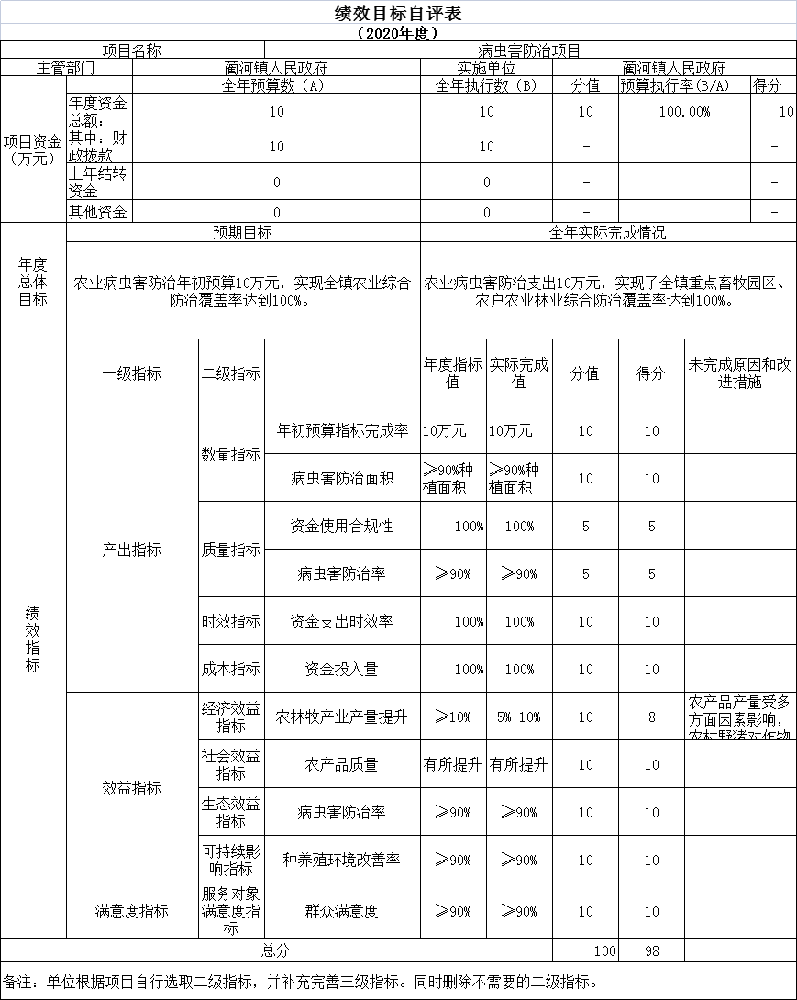 绩效目标自评表
（2020年度）
项目名称 病虫害防治项目
主管部门 蔺河镇人民政府 实施单位 蔺河镇人民政府
项目资金
（万元）
全年预算数（A） 全年执行数（B） 分值 预算执行率(B/A) 得分
年度资金
总额： 10 10 10 100.00% 10
其中：财
政拨款 10 10 - -
上年结转
资金 0 0 - -
其他资金 0 0 - -
年度
总体
目标
预期目标 全年实际完成情况
农业病虫害防治年初预算10万元，实现全镇农业综合
防治覆盖率达到100%。
农业病虫害防治支出10万元，实现了全镇重点畜牧园区、
农户农业林业综合防治覆盖率达到100%。
绩
效
指
标
一级指标 二级指标 年度指标
值 实际完成
值 分值 得分 未完成原因和改
进措施
产出指标
数量指标
年初预算指标完成率 10万元 10万元 10 10
病虫害防治面积 ≥90%种
植面积 ≥90%种
植面积 10 10
质量指标
资金使用合规性 100% 100% 5 5
病虫害防治率 ≥90% ≥90% 5 5
时效指标 资金支出时效率 100% 100% 10 10
成本指标 资金投入量 100% 100% 10 10
效益指标
经济效益
指标 农林牧产业产量提升 ≥10% 5%-10% 10 8 农产品产量受多
方面因素影响，
农村野猪对作物
社会效益
指标 农产品质量 有所提升 有所提升 10 10
生态效益
指标 病虫害防治率 ≥90% ≥90% 10 10
可持续影
响指标 种养殖环境改善率 ≥90% ≥90% 10 10
满意度指标
服务对象
满意度指
标 群众满意度 ≥90% ≥90% 10 10
总分 100 98
备注：单位根据项目自行选取二级指标，并补充完善三级指标。同时删除不需要的二级指标。